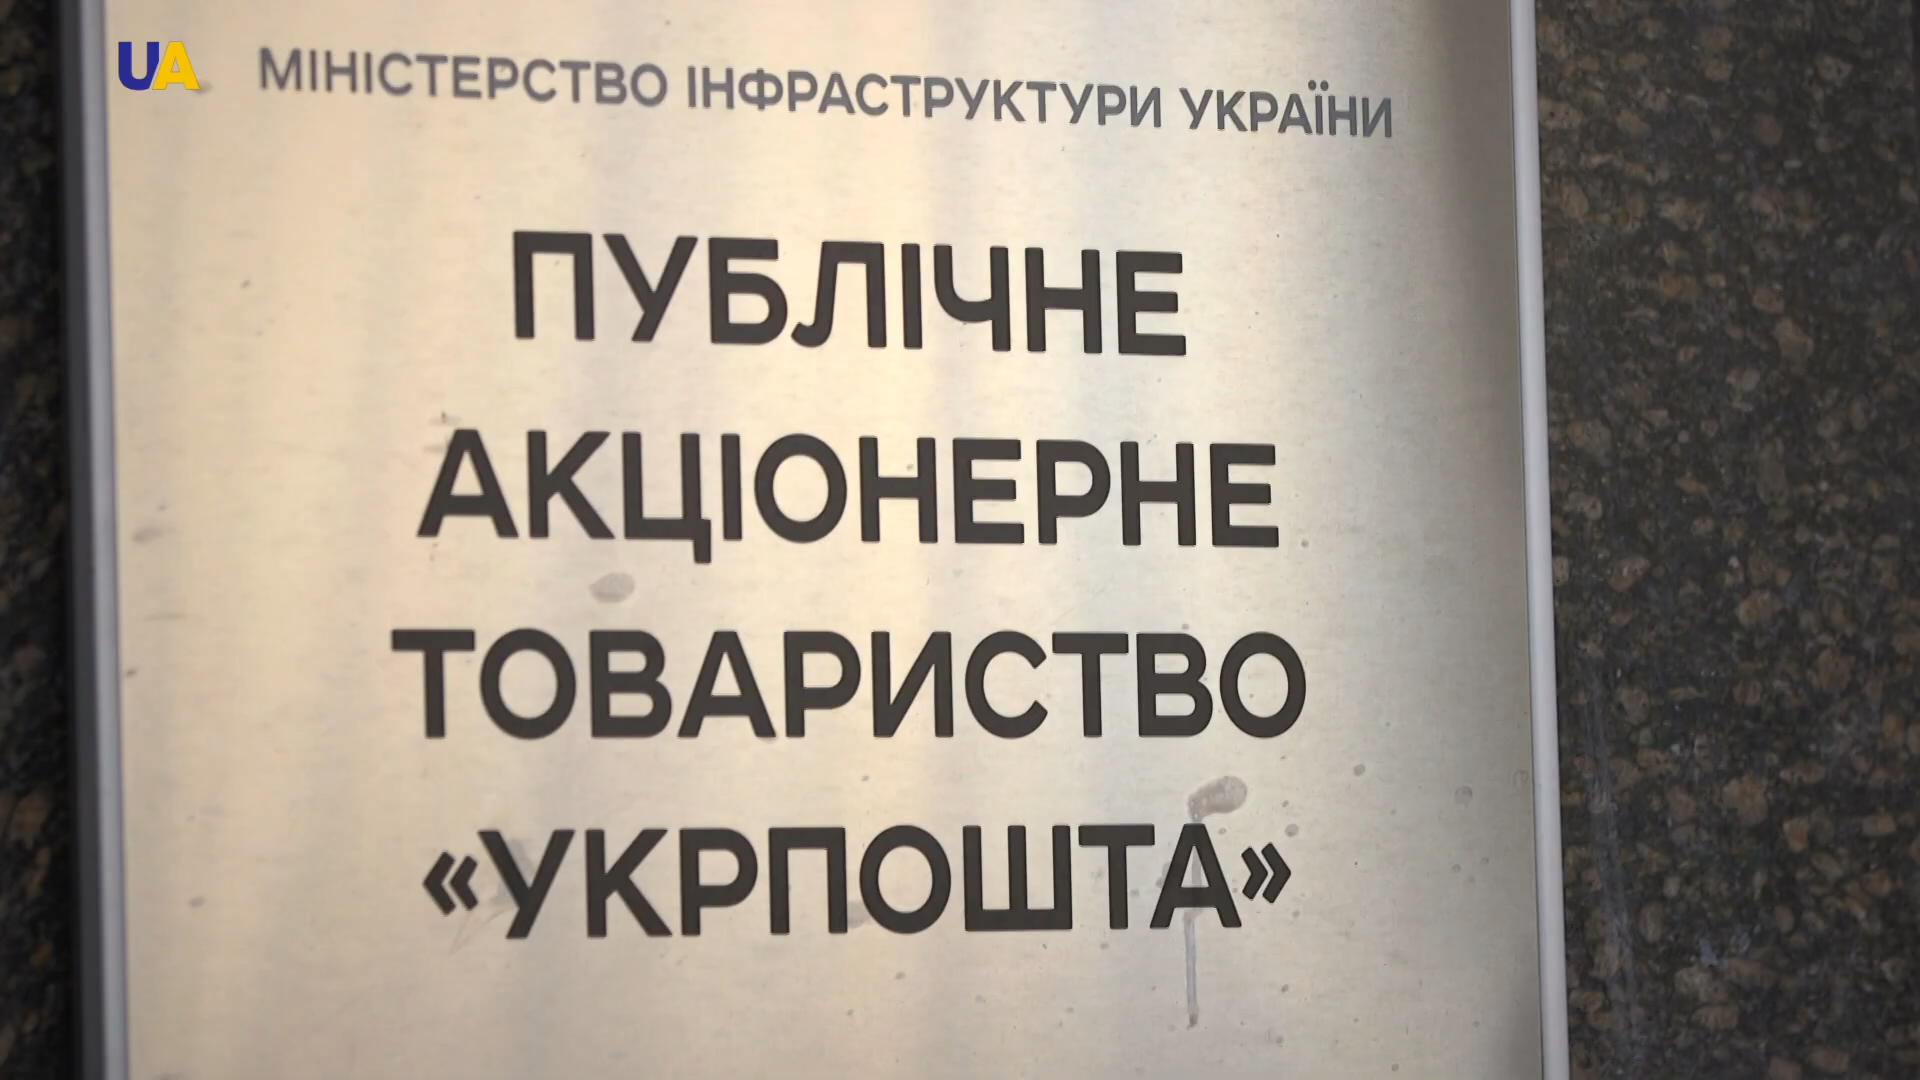 UA
МІНІСТЕРСТВО ІНФРАСТРУКТУРИ УКРАЇНИ
ПУБЛІЧНЕ
АКЦІОНЕРНЕ
ТОВАРИСТВО
«УКРПОШТА»